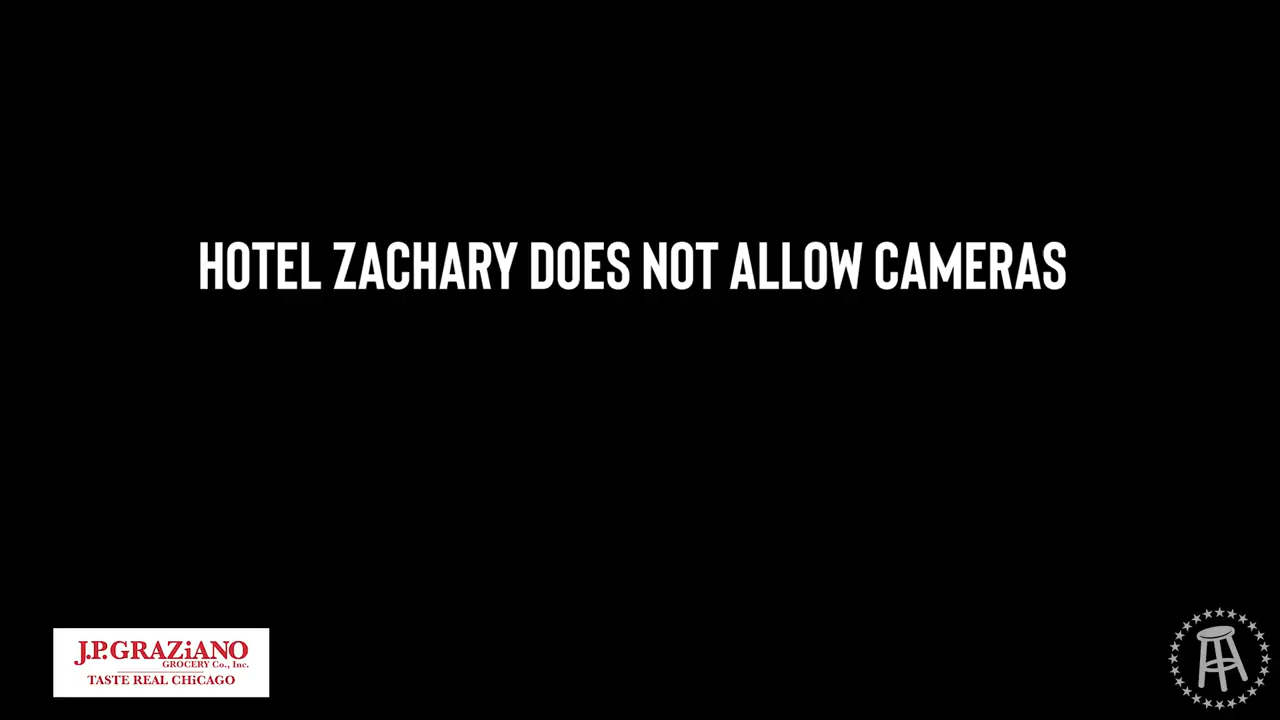 HOTEL ZACHARY DOES NOT ALLOW CAMERAS
J.P.GRAZiANO
GROCERY Co., Inc.
TASTE REAL CHiCAGO